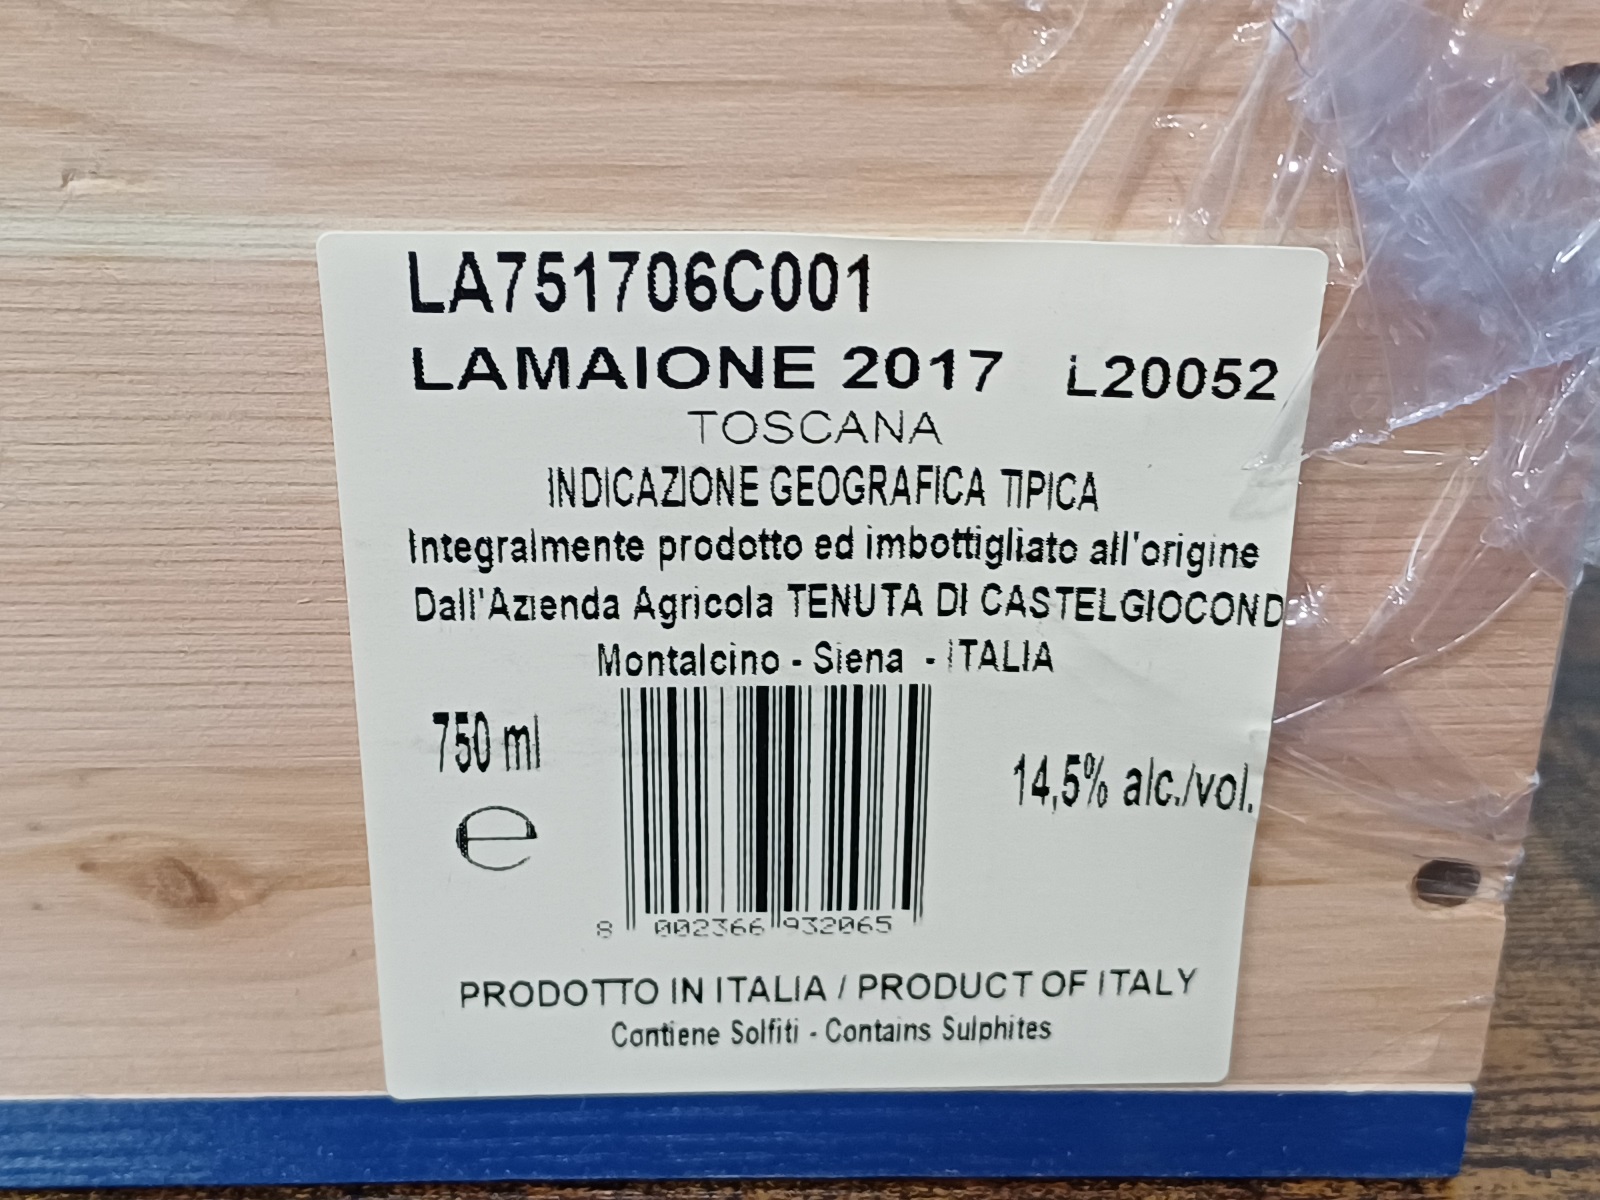 LA751706C001
LAMAIONE 2017 L20052
TOSCANA
INDICAZIONE GEOGRAFICA TIPICA
Integralmente prodotto ed imbottigliato all'origine
Dall'Azienda Agricola TENUTA DI CASTELGIOCOND
Montalcino - Siena - ITALIA
750 ml
14,5% alc./vol.
e
8 002366 932065
PRODOTTO IN ITALIA / PRODUCT OF ITALY
Contiene Solfiti - Contains Sulphites